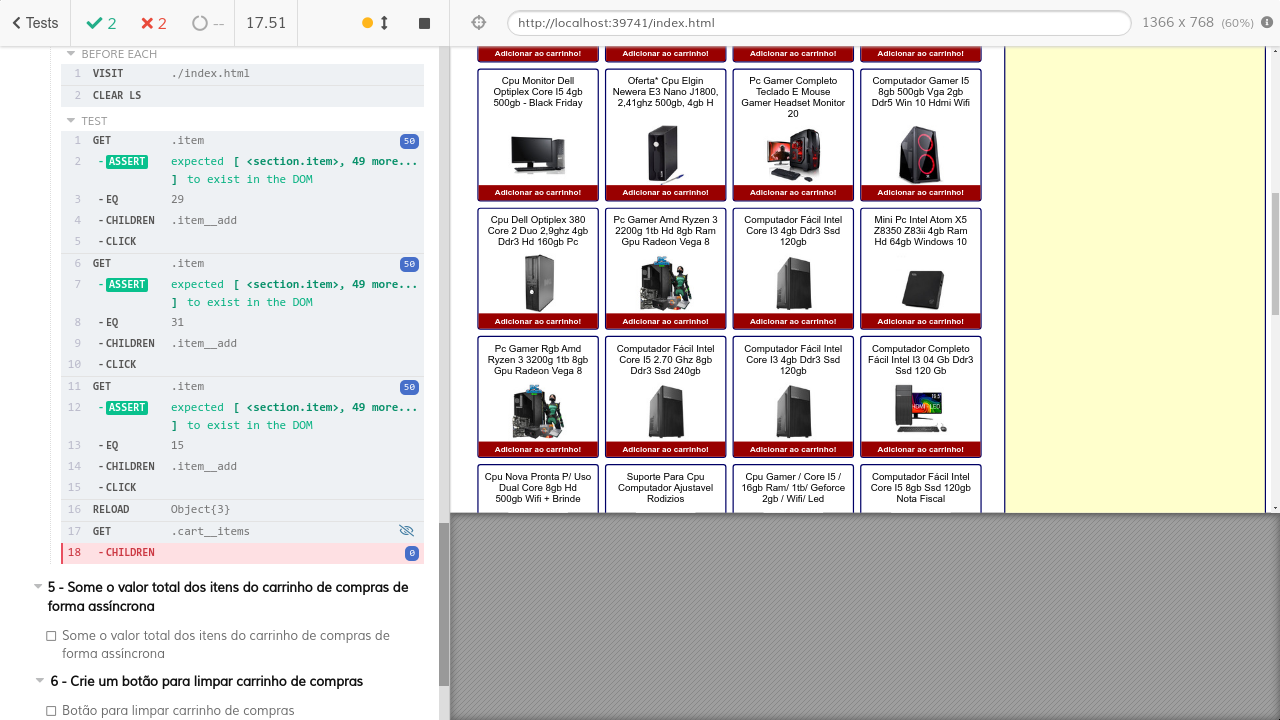 Tests
2
2
--
17.51
http://localhost:39741/index.html
1366 x 768 (60%)
BEFORE EACH
1 VISIT ./index.html
2 CLEAR LS
TEST
1 GET .item 50
2 -ASSERT expected [ <section.item>, 49 more...
] to exist in the DOM
3 -EQ 29
4 -CHILDREN .item__add
5 -CLICK
6 GET .item 50
7 -ASSERT expected [ <section.item>, 49 more...
] to exist in the DOM
8 -EQ 31
9 -CHILDREN .item__add
10 -CLICK
11 GET .item 50
12 -ASSERT expected [ <section.item>, 49 more...
] to exist in the DOM
13 -EQ 15
14 -CHILDREN .item__add
15 -CLICK
16 RELOAD Object{3}
17 GET .cart__items
18 -CHILDREN 0
5 - Some o valor total dos itens do carrinho de compras de
forma assíncrona
Some o valor total dos itens do carrinho de compras de
forma assíncrona
6 - Crie um botão para limpar carrinho de compras
Botão para limpar carrinho de compras
Adicionar ao carrinho!
Adicionar ao carrinho!
Adicionar ao carrinho!
Adicionar ao carrinho!
Cpu Monitor Dell
Optiplex Core I5 4gb
500gb - Black Friday
Adicionar ao carrinho!
Oferta* Cpu Elgin
Newera E3 Nano J1800,
2,41ghz 500gb, 4gb H
Adicionar ao carrinho!
Pc Gamer Completo
Teclado E Mouse
Gamer Headset Monitor
20
Adicionar ao carrinho!
Computador Gamer I5
8gb 500gb Vga 2gb
Ddr5 Win 10 Hdmi Wifi
Adicionar ao carrinho!
Cpu Dell Optiplex 380
Core 2 Duo 2,9ghz 4gb
Ddr3 Hd 160gb Pc
Adicionar ao carrinho!
Pc Gamer Amd Ryzen 3
2200g 1tb Hd 8gb Ram
Gpu Radeon Vega 8
Adicionar ao carrinho!
Computador Fácil Intel
Core I3 4gb Ddr3 Ssd
120gb
Adicionar ao carrinho!
Mini Pc Intel Atom X5
Z8350 Z83ii 4gb Ram
Hd 64gb Windows 10
Adicionar ao carrinho!
Pc Gamer Rgb Amd
Ryzen 3 3200g 1tb 8gb
Gpu Radeon Vega 8
Adicionar ao carrinho!
Computador Fácil Intel
Core I5 2.70 Ghz 8gb
Ddr3 Ssd 240gb
Adicionar ao carrinho!
Computador Fácil Intel
Core I3 4gb Ddr3 Ssd
120gb
Adicionar ao carrinho!
Computador Completo
Fácil Intel I3 04 Gb Ddr3
Ssd 120 Gb
Adicionar ao carrinho!
Cpu Nova Pronta P/ Uso
Dual Core 8gb Hd
500gb Wifi + Brinde
Suporte Para Cpu
Computador Ajustavel
Rodizios
Cpu Gamer / Core I5 /
16gb Ram/ 1tb/ Geforce
2gb / Wifi/ Led
Computador Fácil Intel
Core I5 8gb Ssd 120gb
Nota Fiscal